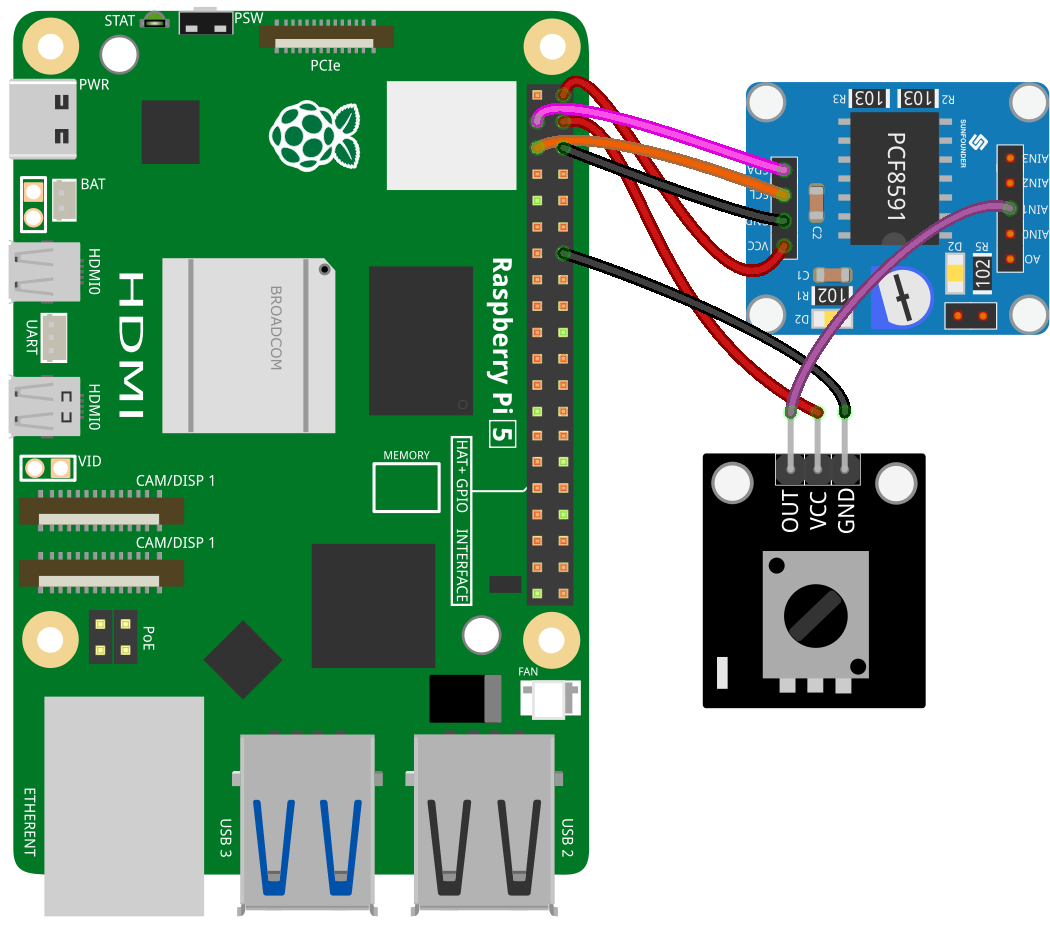 STAT
PSW
PCIe
PWR
BAT
HDMI0
UART
HDMI0
HDMI
BROADCOM
Raspberry Pi 5
VID
CAM/DISP 1
CAM/DISP 1
MEMORY
HAT+ GPIO INTERFACE
PoE
FAN
ETHERENT
USB 3
USB 2
R3
103
103
R2
SUNFOUNDER
PCF8591
SDA
SCL
GND
VCC
C2
AIN3
AIN2
AIN1
AIN0
AO
D2
R5
102
C1
R1
102
D2
OUT
VCC
GND